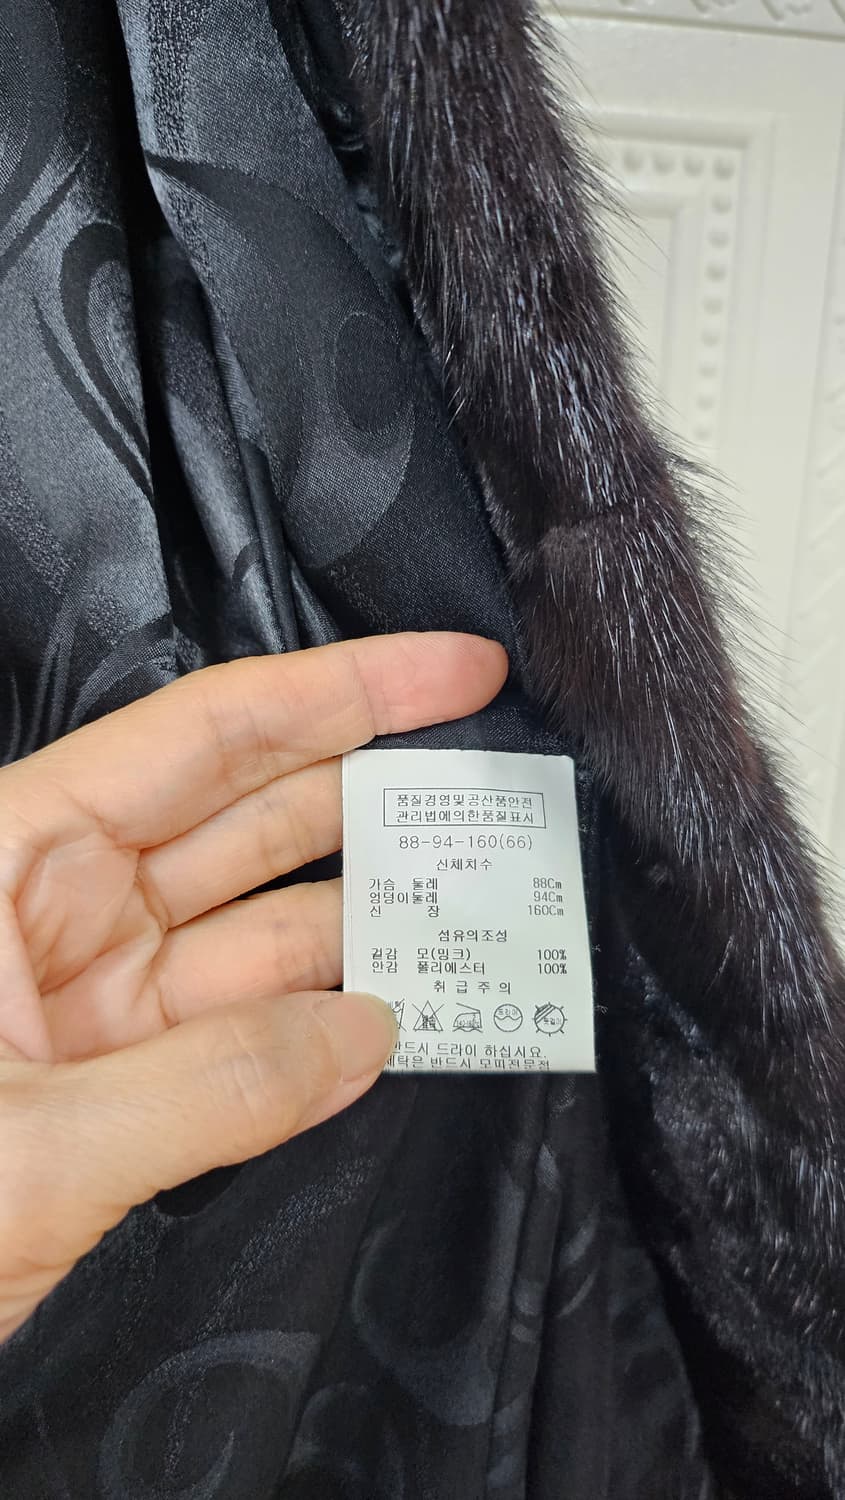 품질경영및공산품안전
관리법에의한품질표시
88-94-160(66)
신체치수
가슴 둘레 88Cm
엉덩이둘레 94Cm
신 장 160Cm
섬유의조성
겉감 모(밍크) 100%
안감 폴리에스터 100%
취 급 주 의
드라이
드시 드라이 하십시요.
은 반드시 모피전문점